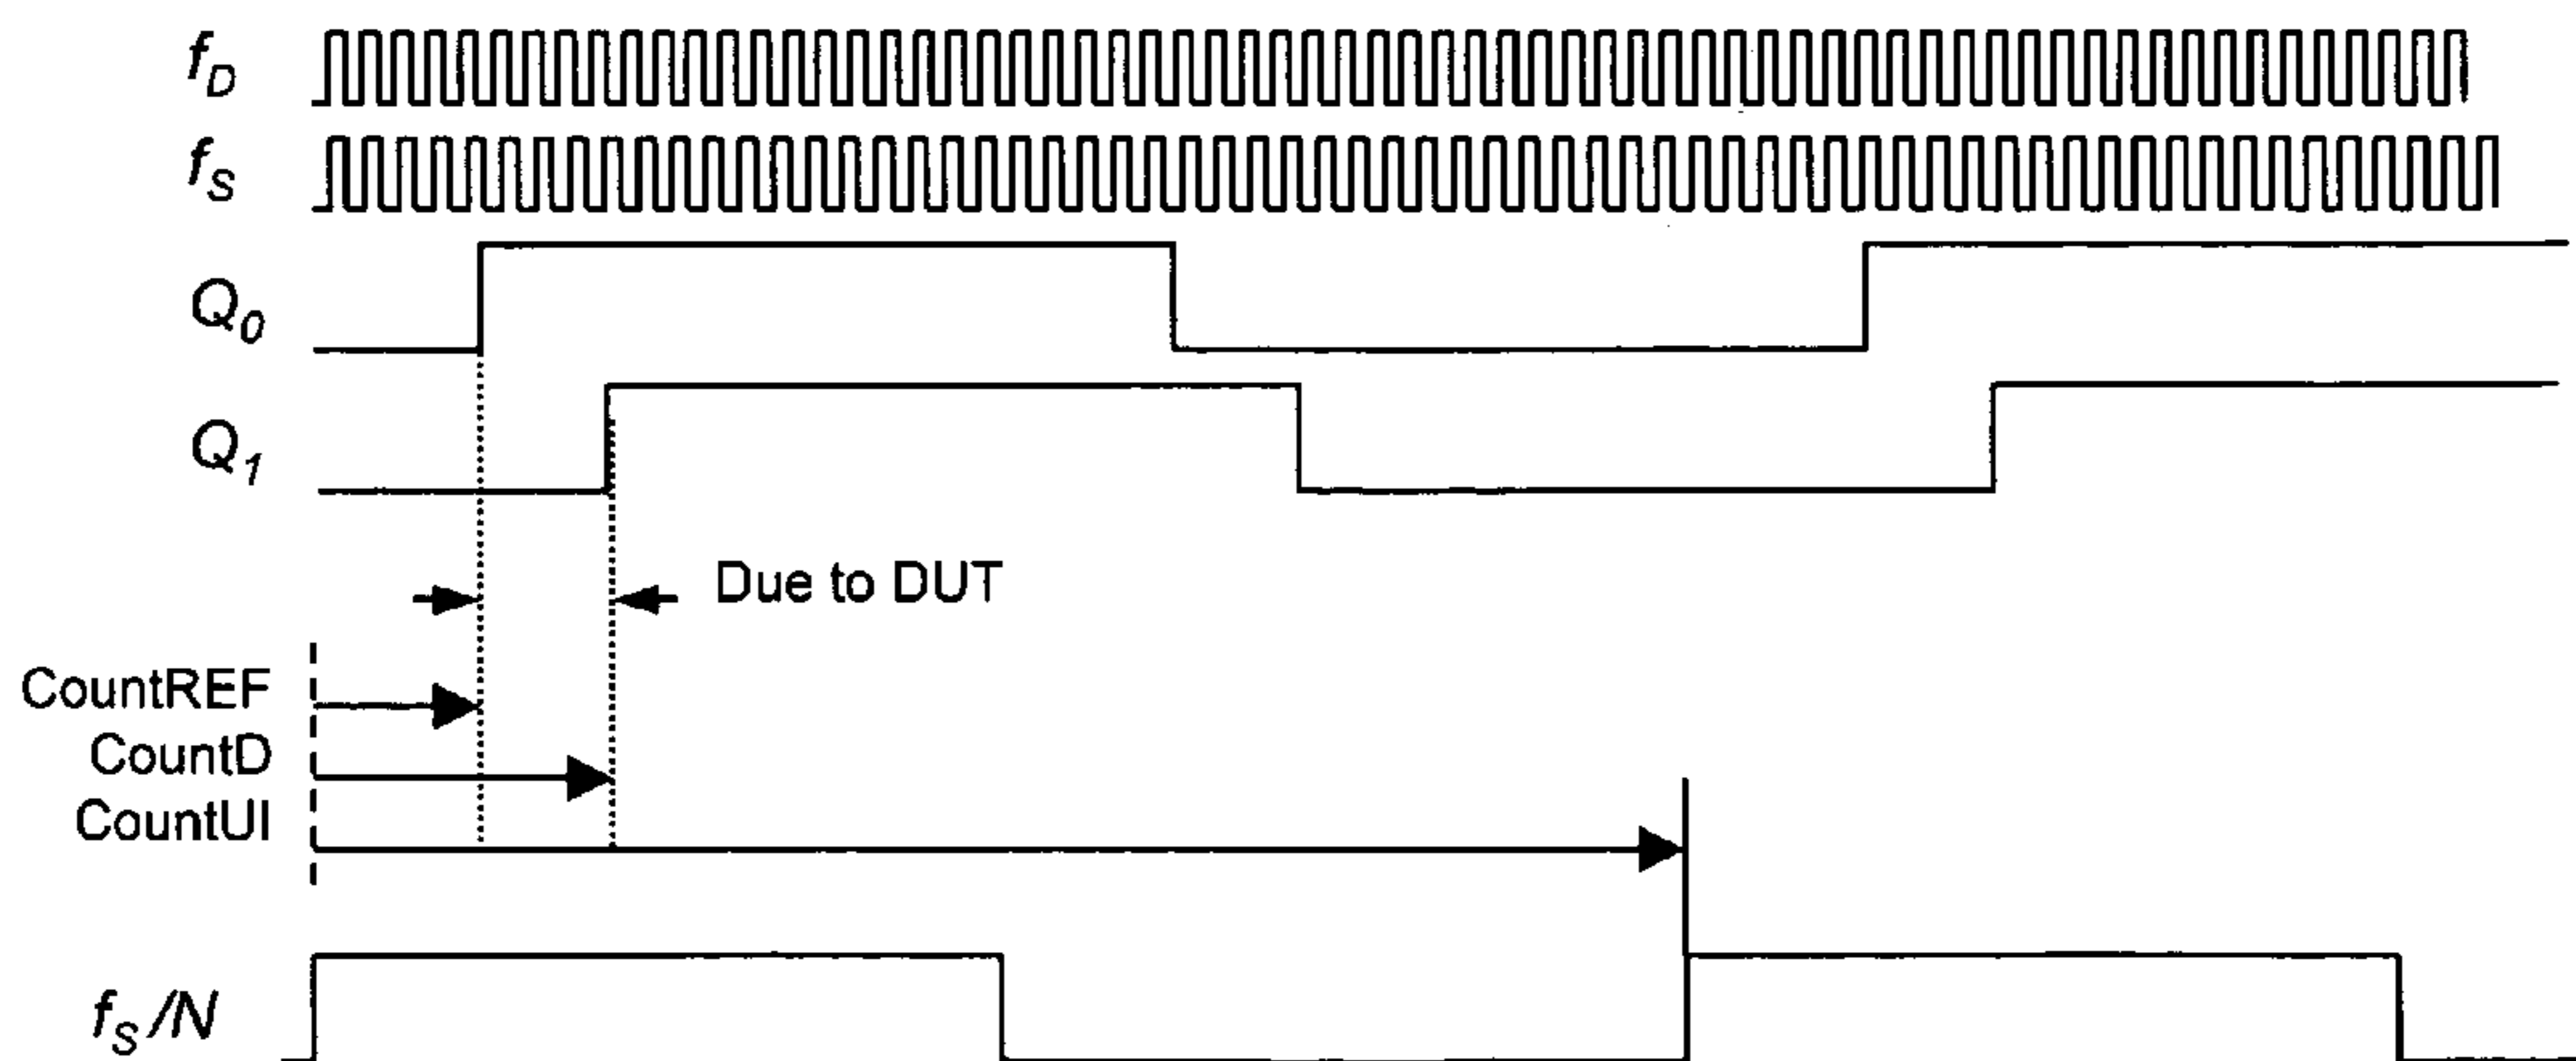 f_D
f_S
Q_0
Q_1
Due to DUT
CountREF
CountD
CountUI
f_S/N